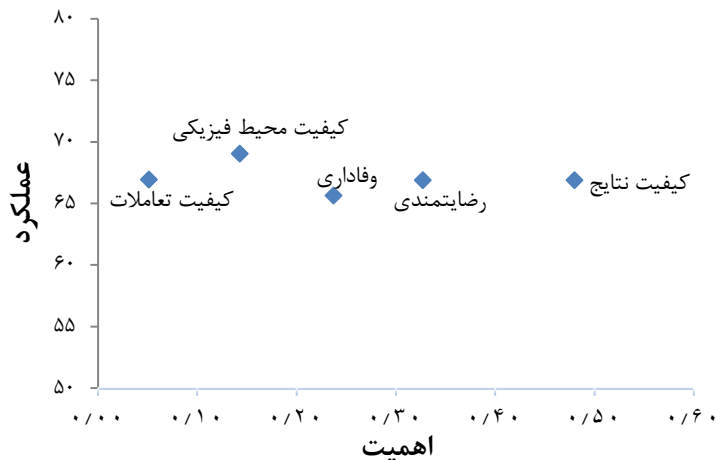 ۸۰
۷۵
۷۰
۶۵
۶۰
۵۵
۵۰
عملکرد
کیفیت محیط فیزیکی
وفاداری
کیفیت نتایج
کیفیت تعاملات
رضایتمندی
۰/۰۰ ۰/۱۰ ۰/۲۰ ۰/۳۰ ۰/۴۰ ۰/۵۰ ۰/۶۰
اهمیت